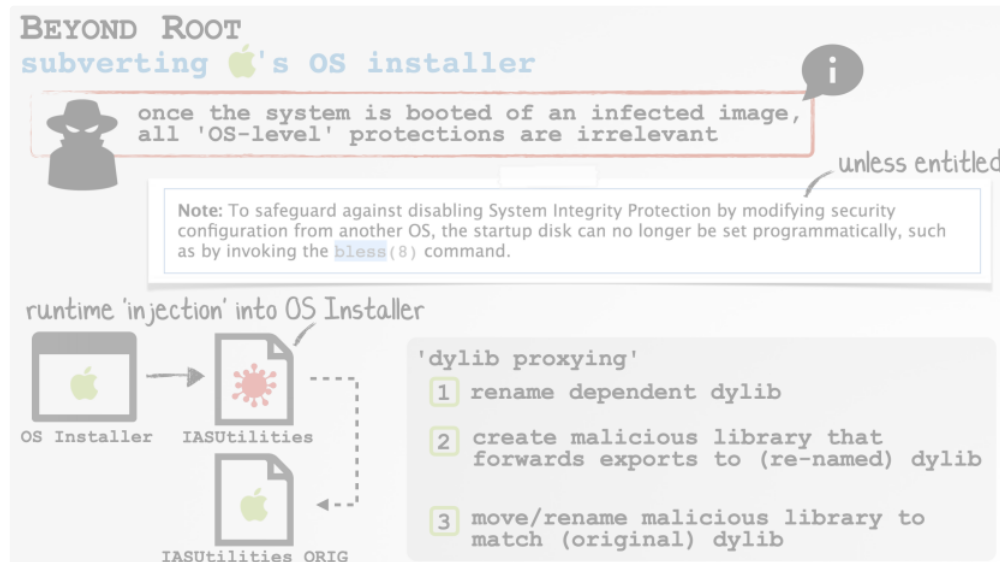 BEYOND ROOT
subverting 's OS installer
once the system is booted of an infected image,
all 'OS-level' protections are irrelevant
i
unless entitled
Note: To safeguard against disabling System Integrity Protection by modifying security
configuration from another OS, the startup disk can no longer be set programmatically, such
as by invoking the bless(8) command.
runtime 'injection' into OS Installer
OS Installer
IASUtilities
IASUtilities ORIG
'dylib proxying'
1 rename dependent dylib
2 create malicious library that
forwards exports to (re-named) dylib
3 move/rename malicious library to
match (original) dylib